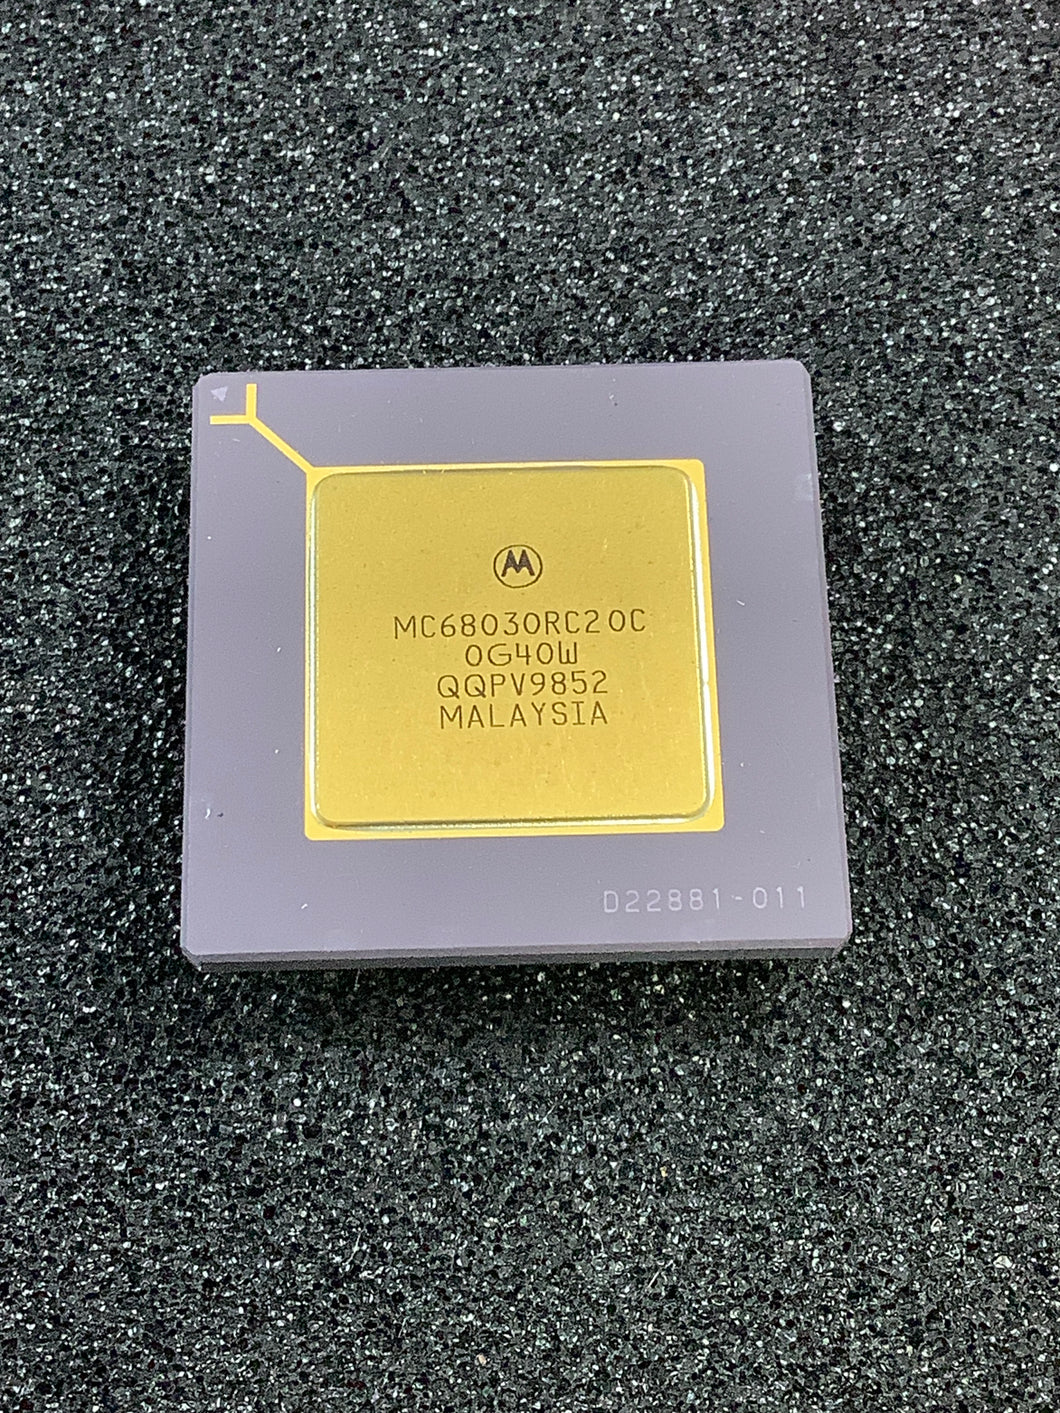 MC68030RC20C
0G40W
QQPV9852
MALAYSIA
D22881-011